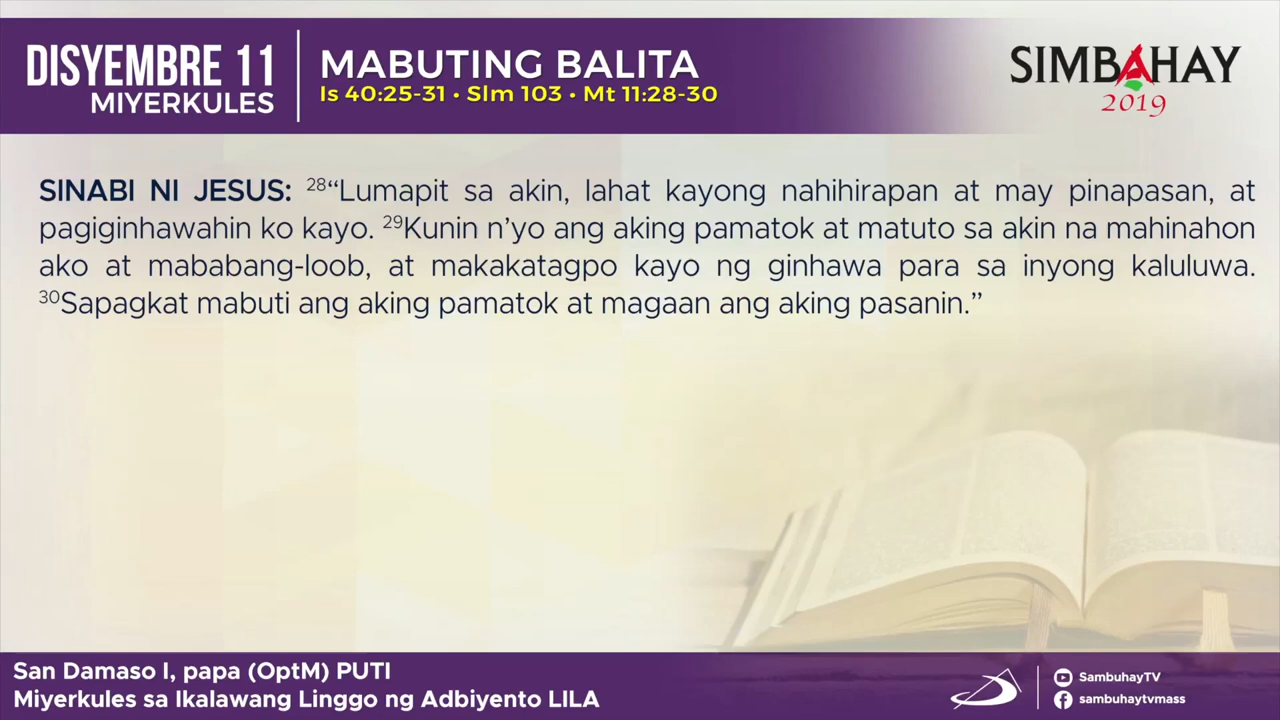 DISYEMBRE 11
MIYERKULES
MABUTING BALITA
Is 40:25-31 • Slm 103 • Mt 11:28-30
SIMBAHAY
2019
SINABI NI JESUS: 28“Lumapit sa akin, lahat kayong nahihirapan at may pinapasan, at
pagiginhawahin ko kayo. 29Kunin n’yo ang aking pamatok at matuto sa akin na mahinahon
ako at mababang-loob, at makakatagpo kayo ng ginhawa para sa inyong kaluluwa.
30Sapagkat mabuti ang aking pamatok at magaan ang aking pasanin.”
San Damaso I, papa (OptM) PUTI
Miyerkules sa Ikalawang Linggo ng Adbiyento LILA
SambuhayTV
sambuhaytvmass